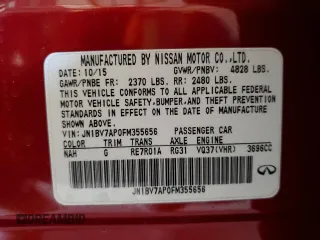 MANUFACTURED BY NISSAN MOTOR CO.,LTD.
DATE: 10/15 GVWR/PNBV: 4828 LBS.
GAWR/PNBE FR: 2370 LBS. RR: 2480 LBS.
THIS VEHICLE CONFORMS TO ALL APPLICABLE FEDERAL
MOTOR VEHICLE SAFETY,BUMPER,AND THEFT PREVENTION
STANDARDS IN EFFECT ON THE DATE OF MANUFACTURE
SHOWN ABOVE.
VIN:JN1BV7AP0FM355656 PASSENGER CAR
COLOR TRIM TRANS AXLE ENGINE
NAH G RE7R01A RG31 VQ37(VHR) 3696CC
JN1BV7AP0FM355656